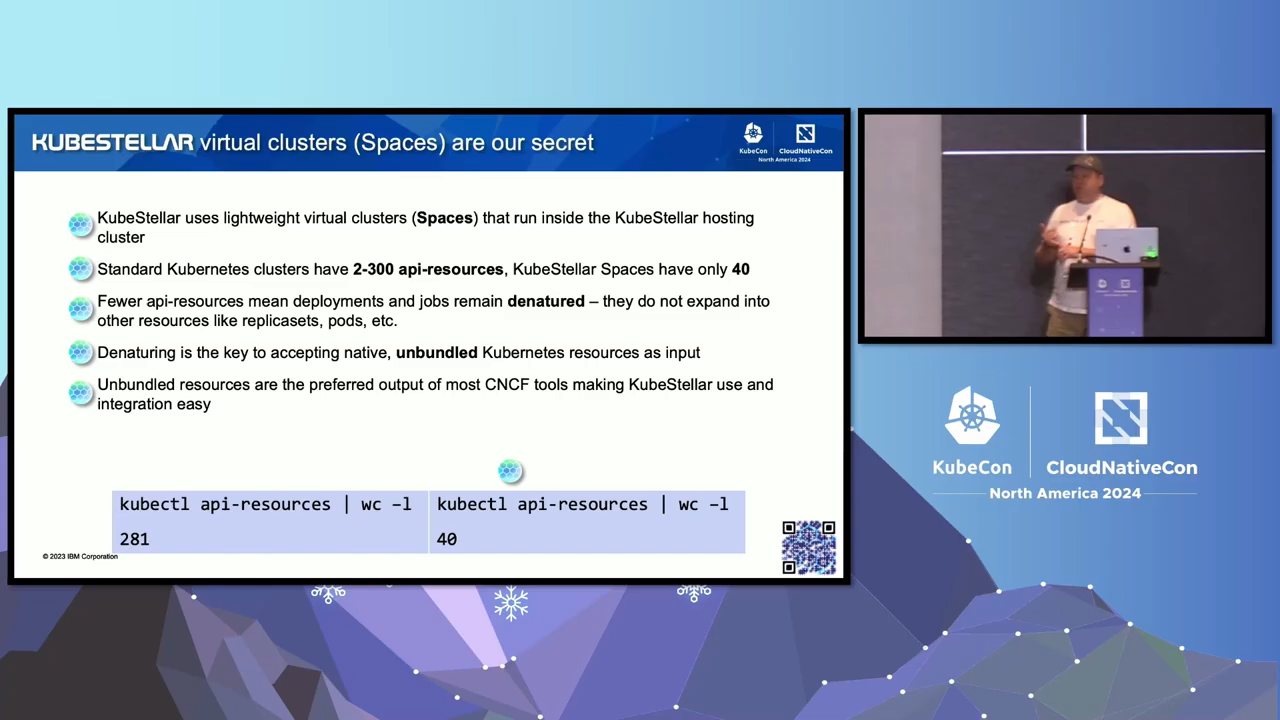 KUBESTELLAR virtual clusters (Spaces) are our secret
KubeCon
CloudNativeCon
North America 2024
KubeStellar uses lightweight virtual clusters (Spaces) that run inside the KubeStellar hosting
cluster
Standard Kubernetes clusters have 2-300 api-resources, KubeStellar Spaces have only 40
Fewer api-resources mean deployments and jobs remain denatured – they do not expand into
other resources like replicasets, pods, etc.
Denaturing is the key to accepting native, unbundled Kubernetes resources as input
Unbundled resources are the preferred output of most CNCF tools making KubeStellar use and
integration easy
kubectl api-resources | wc –l
281
kubectl api-resources | wc –l
40
© 2023 IBM Corporation
KubeCon
CloudNativeCon
North America 2024